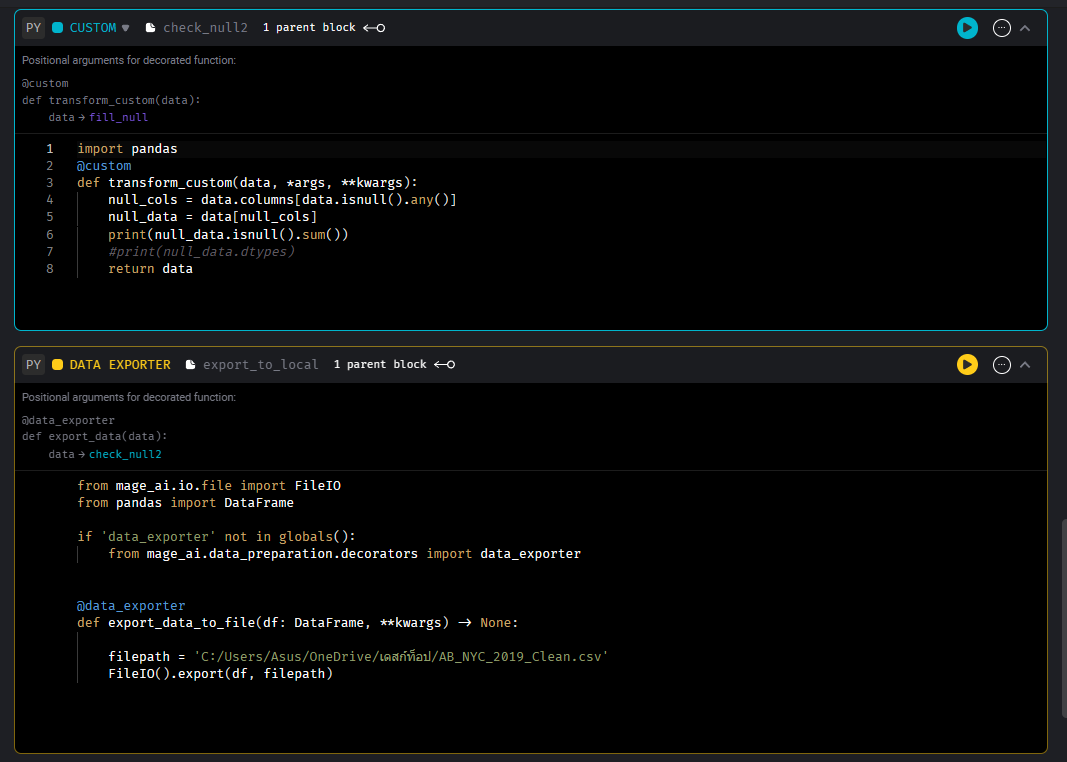 PY CUSTOM check_null2 1 parent block
Positional arguments for decorated function:
@custom
def transform_custom(data):
data → fill_null
1 import pandas
2 @custom
3 def transform_custom(data, *args, **kwargs):
4 null_cols = data.columns[data.isnull().any()]
5 null_data = data[null_cols]
6 print(null_data.isnull().sum())
7 #print(null_data.dtypes)
8 return data
PY DATA EXPORTER export_to_local 1 parent block
Positional arguments for decorated function:
@data_exporter
def export_data(data):
data → check_null2
from mage_ai.io.file import FileIO
from pandas import DataFrame
if 'data_exporter' not in globals():
from mage_ai.data_preparation.decorators import data_exporter
@data_exporter
def export_data_to_file(df: DataFrame, **kwargs) -> None:
filepath = 'C:/Users/Asus/OneDrive/เดสก์ท็อป/AB_NYC_2019_Clean.csv'
FileIO().export(df, filepath)